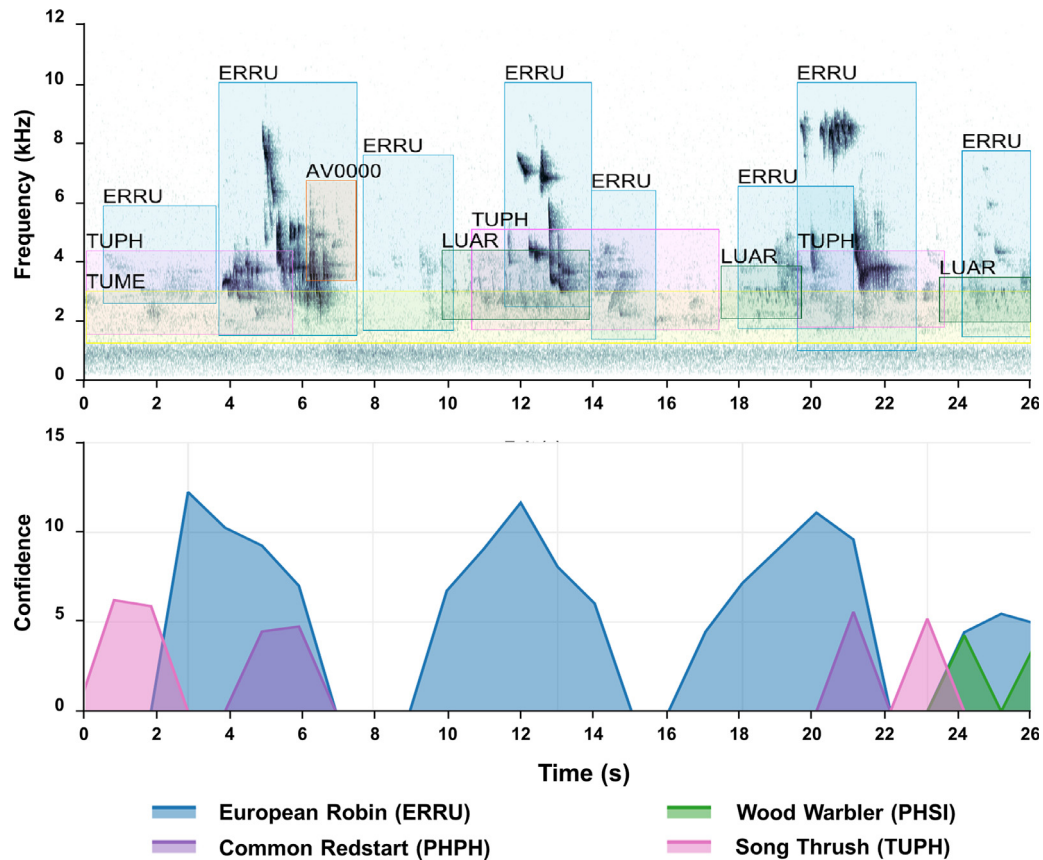 12
10
8
6
4
2
0
Frequency (kHz)
ERRU
TUPH
TUME
ERRU
AV0000
ERRU
LUAR
TUPH
ERRU
ERRU
LUAR
ERRU
ERRU
TUPH
LUAR
ERRU
0 2 4 6 8 10 12 14 16 18 20 22 24 26
15
10
5
0
Confidence
0 2 4 6 8 10 12 14 16 18 20 22 24 26
Time (s)
European Robin (ERRU)
Wood Warbler (PHSI)
Common Redstart (PHPH)
Song Thrush (TUPH)